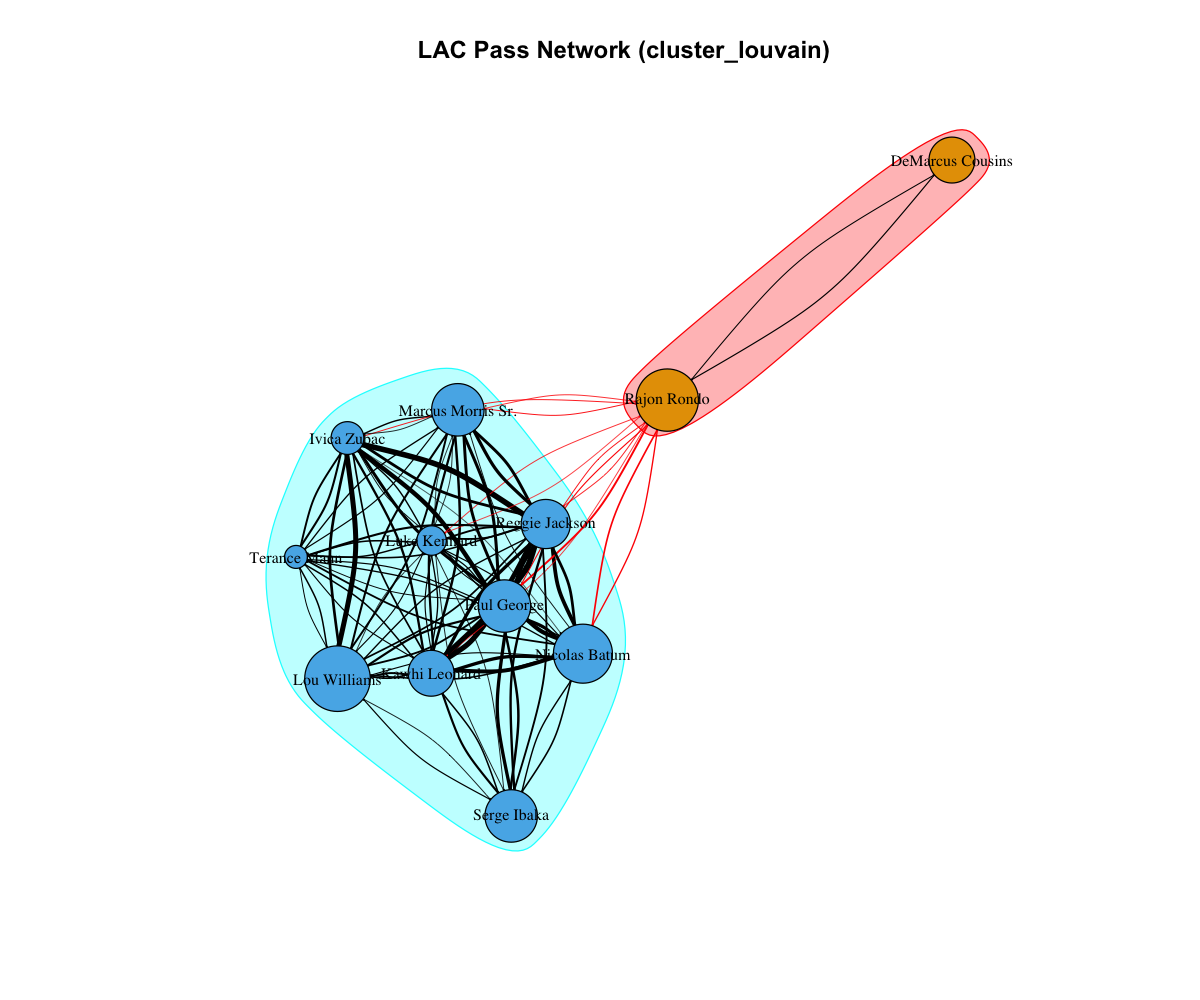 LAC Pass Network (cluster_louvain)
DeMarcus Cousins
Rajon Rondo
Marcus Morris Sr.
Ivica Zubac
Reggie Jackson
Luke Kennard
Terance Mann
Paul George
Nicolas Batum
Kawhi Leonard
Lou Williams
Serge Ibaka